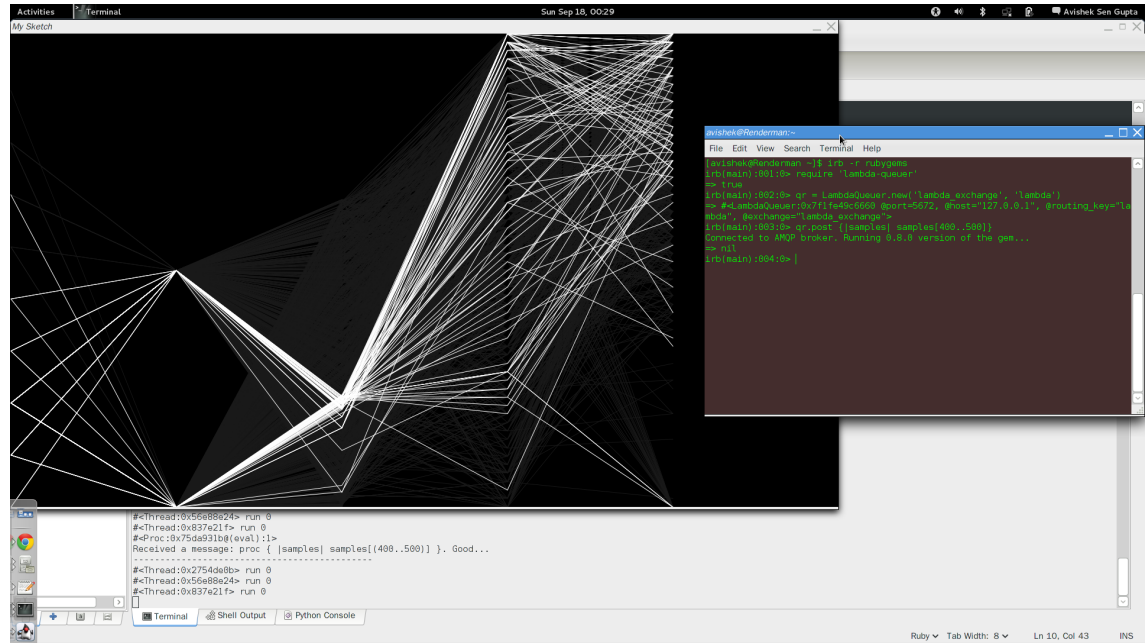 Activities Terminal Sun Sep 18, 00:29 Avishek Sen Gupta
My Sketch
avishek@Renderman:~
File Edit View Search Terminal Help
[avishek@Renderman ~]$ irb -r rubygems
irb(main):001:0> require 'lambda-queuer'
=> true
irb(main):002:0> qr = LambdaQueuer.new('lambda_exchange', 'lambda')
=> #<LambdaQueuer:0x7f1fe49c6660 @port=5672, @host="127.0.0.1", @routing_key="la
mbda", @exchange="lambda_exchange">
irb(main):003:0> qr.post {|samples| samples[400..500]}
Connected to AMQP broker. Running 0.8.0 version of the gem...
=> nil
irb(main):004:0>
#<Thread:0x56e88e24> run 0
#<Thread:0x837e21f> run 0
#<Proc:0x75da931b@(eval):1>
Received a message: proc { |samples| samples[(400..500)] }. Good...
--------------------------------------------
#<Thread:0x2754de0b> run 0
#<Thread:0x56e88e24> run 0
#<Thread:0x837e21f> run 0
Terminal Shell Output Python Console
Ruby Tab Width: 8 Ln 10, Col 43 INS